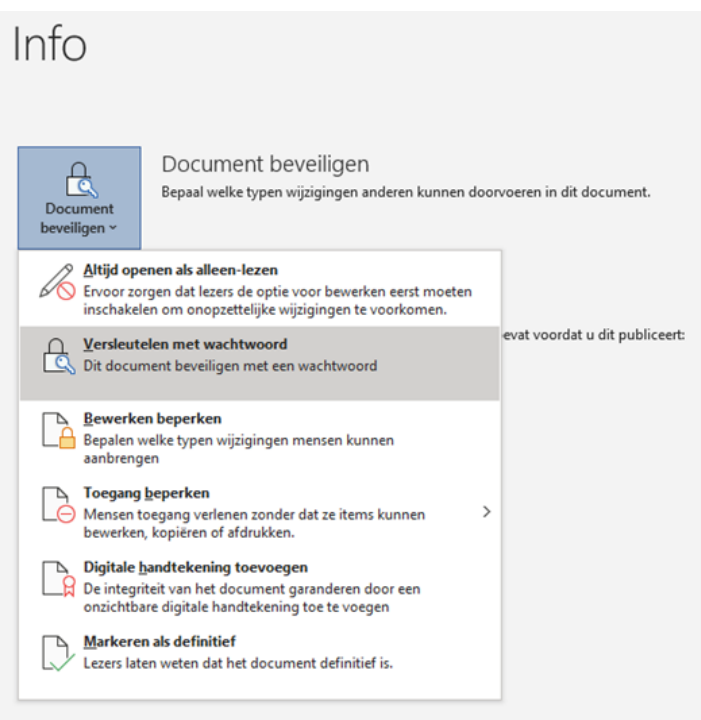 Info
Document beveiligen
Bepaal welke typen wijzigingen anderen kunnen doorvoeren in dit document.
Document
beveiligen
Altijd openen als alleen-lezen
Ervoor zorgen dat lezers de optie voor bewerken eerst moeten
inschakelen om onopzettelijke wijzigingen te voorkomen.
Versleutelen met wachtwoord
Dit document beveiligen met een wachtwoord
evat voordat u dit publiceert:
Bewerken beperken
Bepalen welke typen wijzigingen mensen kunnen
aanbrengen
Toegang beperken
Mensen toegang verlenen zonder dat ze items kunnen
bewerken, kopiëren of afdrukken.
Digitale handtekening toevoegen
De integriteit van het document garanderen door een
onzichtbare digitale handtekening toe te voegen
Markeren als definitief
Lezers laten weten dat het document definitief is.